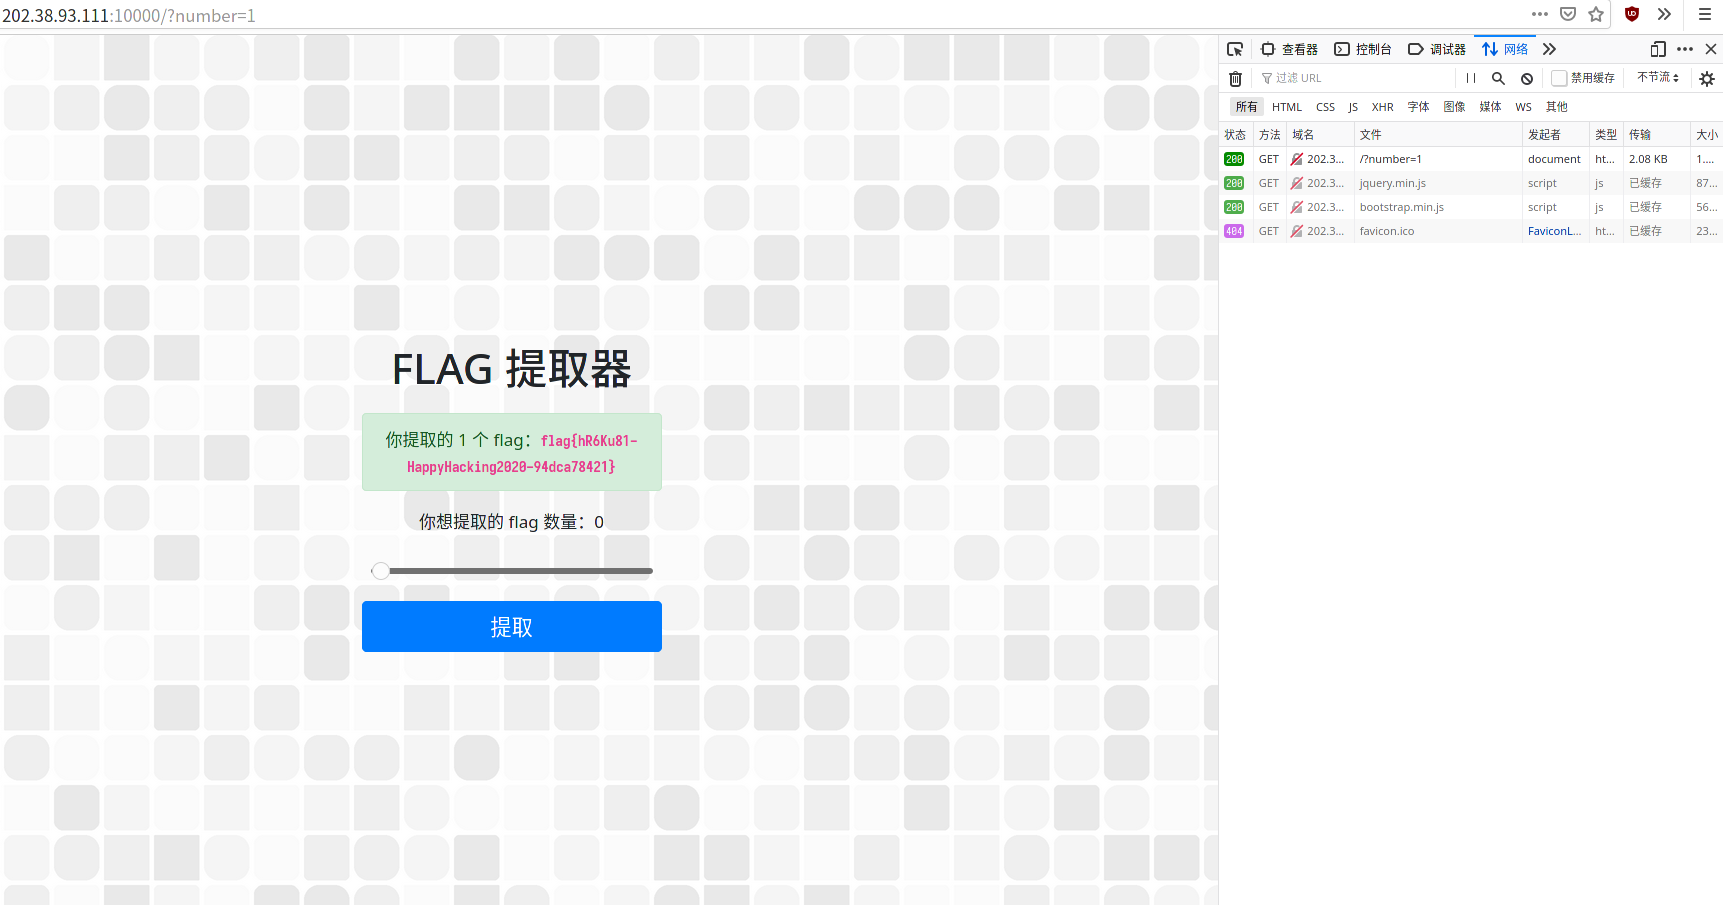 202.38.93.111:10000/?number=1
FLAG 提取器
你提取的 1 个 flag：flag{hR6Ku81-
HappyHacking2020-94dca78421}
你想提取的 flag 数量：0
提取
查看器 控制台 调试器 网络
过滤 URL 禁用缓存 不节流
所有 HTML CSS JS XHR 字体 图像 媒体 WS 其他
状态 方法 域名 文件 发起者 类型 传输 大小
200 GET 202.3... /?number=1 document ht... 2.08 KB 1....
200 GET 202.3... jquery.min.js script js 已缓存 87...
200 GET 202.3... bootstrap.min.js script js 已缓存 56...
404 GET 202.3... favicon.ico FaviconL... ht... 已缓存 23...